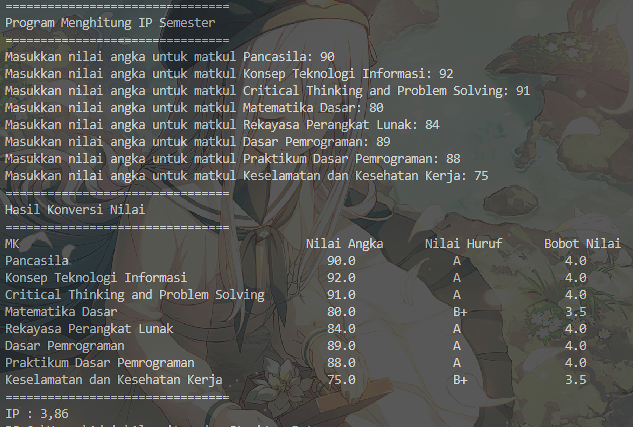 ================================
Program Menghitung IP Semester
================================
Masukkan nilai angka untuk matkul Pancasila: 90
Masukkan nilai angka untuk matkul Konsep Teknologi Informasi: 92
Masukkan nilai angka untuk matkul Critical Thinking and Problem Solving: 91
Masukkan nilai angka untuk matkul Matematika Dasar: 80
Masukkan nilai angka untuk matkul Rekayasa Perangkat Lunak: 84
Masukkan nilai angka untuk matkul Dasar Pemrograman: 89
Masukkan nilai angka untuk matkul Praktikum Dasar Pemrograman: 88
Masukkan nilai angka untuk matkul Keselamatan dan Kesehatan Kerja: 75
================================
Hasil Konversi Nilai
================================
MK Nilai Angka Nilai Huruf Bobot Nilai
Pancasila 90.0 A 4.0
Konsep Teknologi Informasi 92.0 A 4.0
Critical Thinking and Problem Solving 91.0 A 4.0
Matematika Dasar 80.0 B+ 3.5
Rekayasa Perangkat Lunak 84.0 A 4.0
Dasar Pemrograman 89.0 A 4.0
Praktikum Dasar Pemrograman 88.0 A 4.0
Keselamatan dan Kesehatan Kerja 75.0 B+ 3.5
================================
IP : 3,86